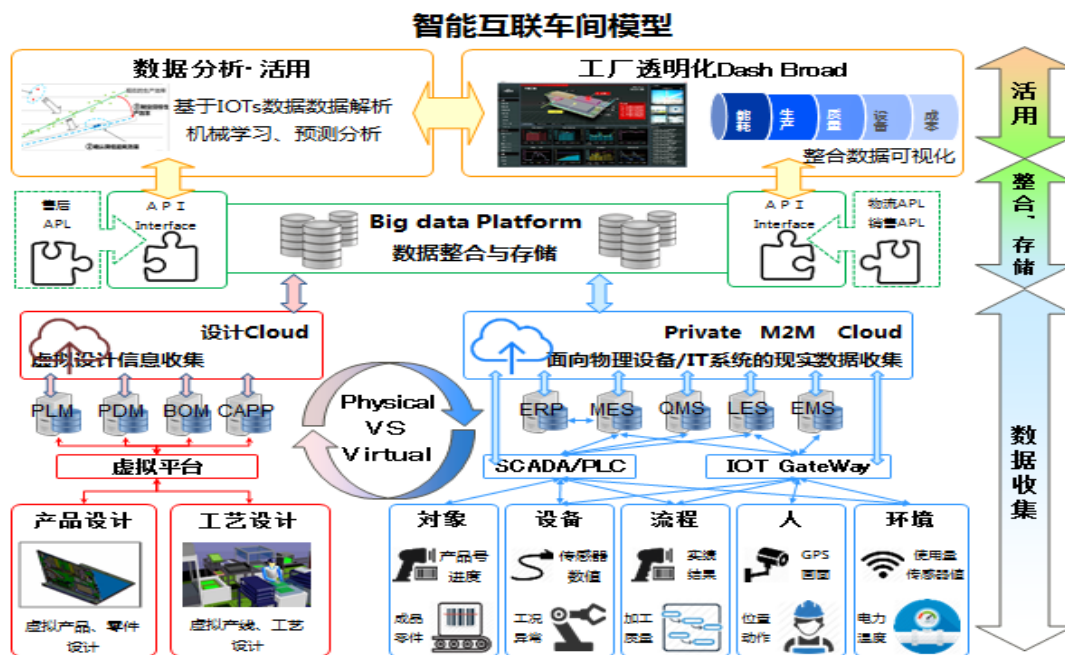 智能互联车间模型
数据分析·活用
基于IOTs数据数据解析
机械学习、预测分析
工厂透明化Dash Broad
能耗
生产
质量
设备
成本
整合数据可视化
活用
售后
APL
API
Interface
Big data Platform
数据整合与存储
API
Interface
物流APL
销售APL
整合、存储
设计Cloud
虚拟设计信息收集
Private M2M Cloud
面向物理设备/IT系统的现实数据收集
PLM
PDM
BOM
CAPP
Physical
VS
Virtual
ERP
MES
QMS
LES
EMS
虚拟平台
SCADA/PLC
IOT GateWay
数据收集
产品设计
虚拟产品、零件
设计
工艺设计
虚拟产线、工艺
设计
对象
产品号
进度
成品
零件
设备
传感器
数值
工况
异常
流程
实绩
结果
加工
质量
人
GPS
画面
位置
动作
环境
使用量
传感器值
电力
温度